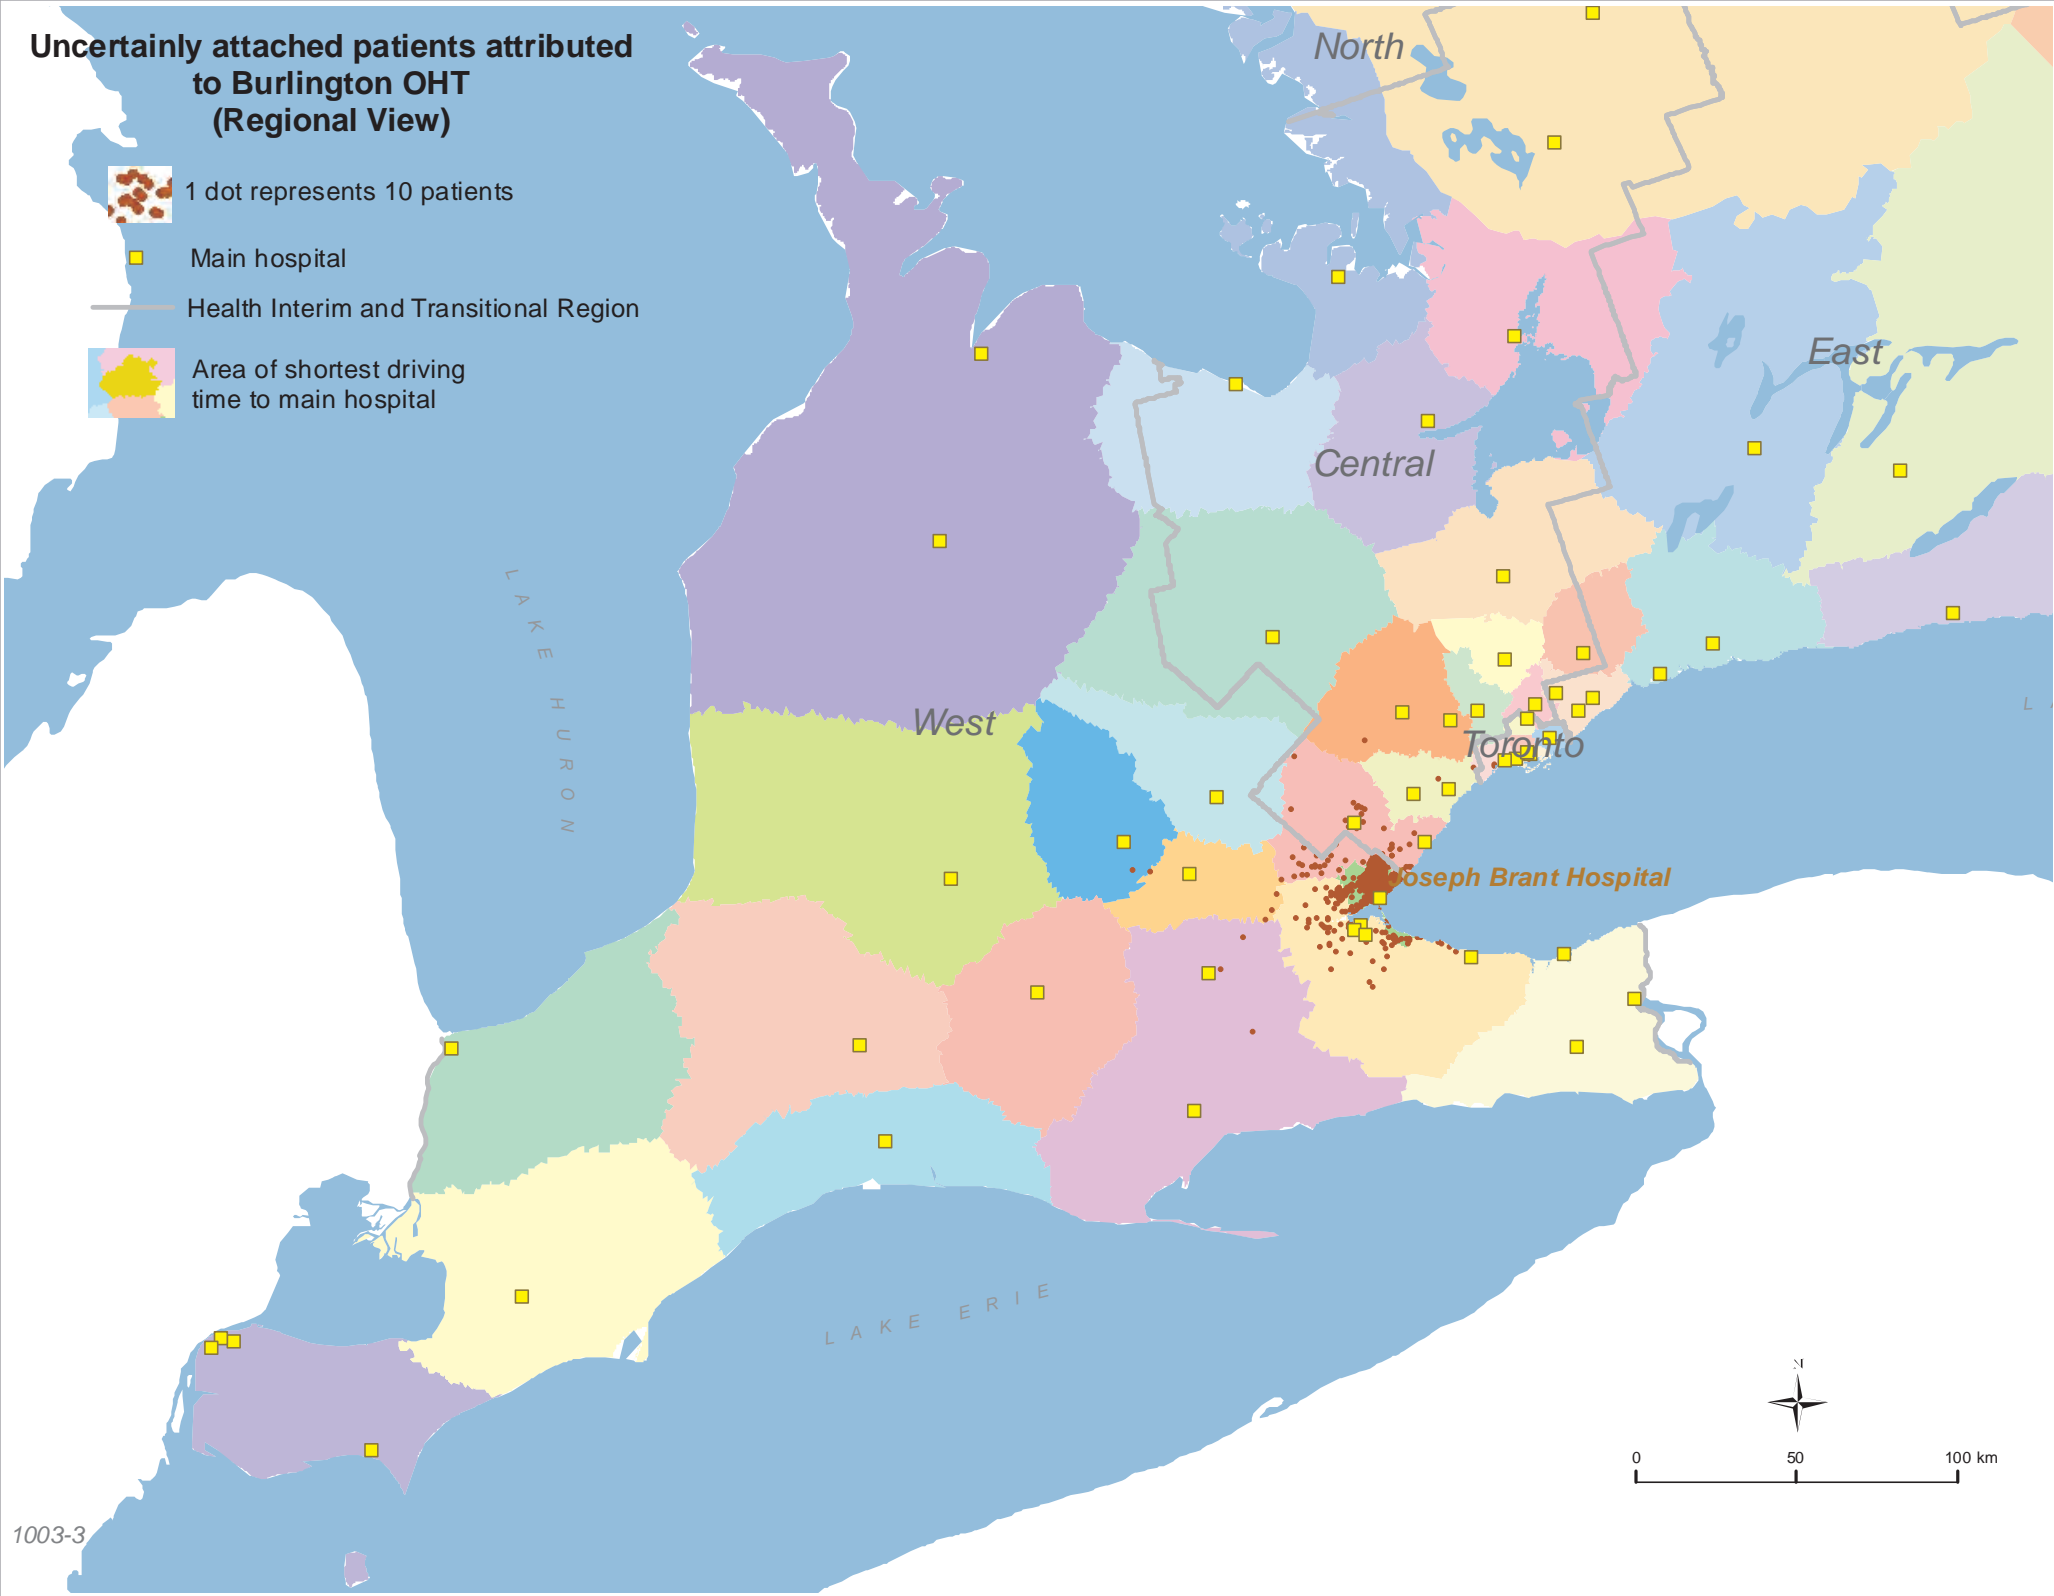 Uncertainly attached patients attributed
to Burlington OHT
(Regional View)
1 dot represents 10 patients
Main hospital
Health Interim and Transitional Region
Area of shortest driving
time to main hospital
North
East
Central
West
Toronto
Joseph Brant Hospital
LAKE HURON
LAKE ERIE
L
N
0 50 100 km
1003-3